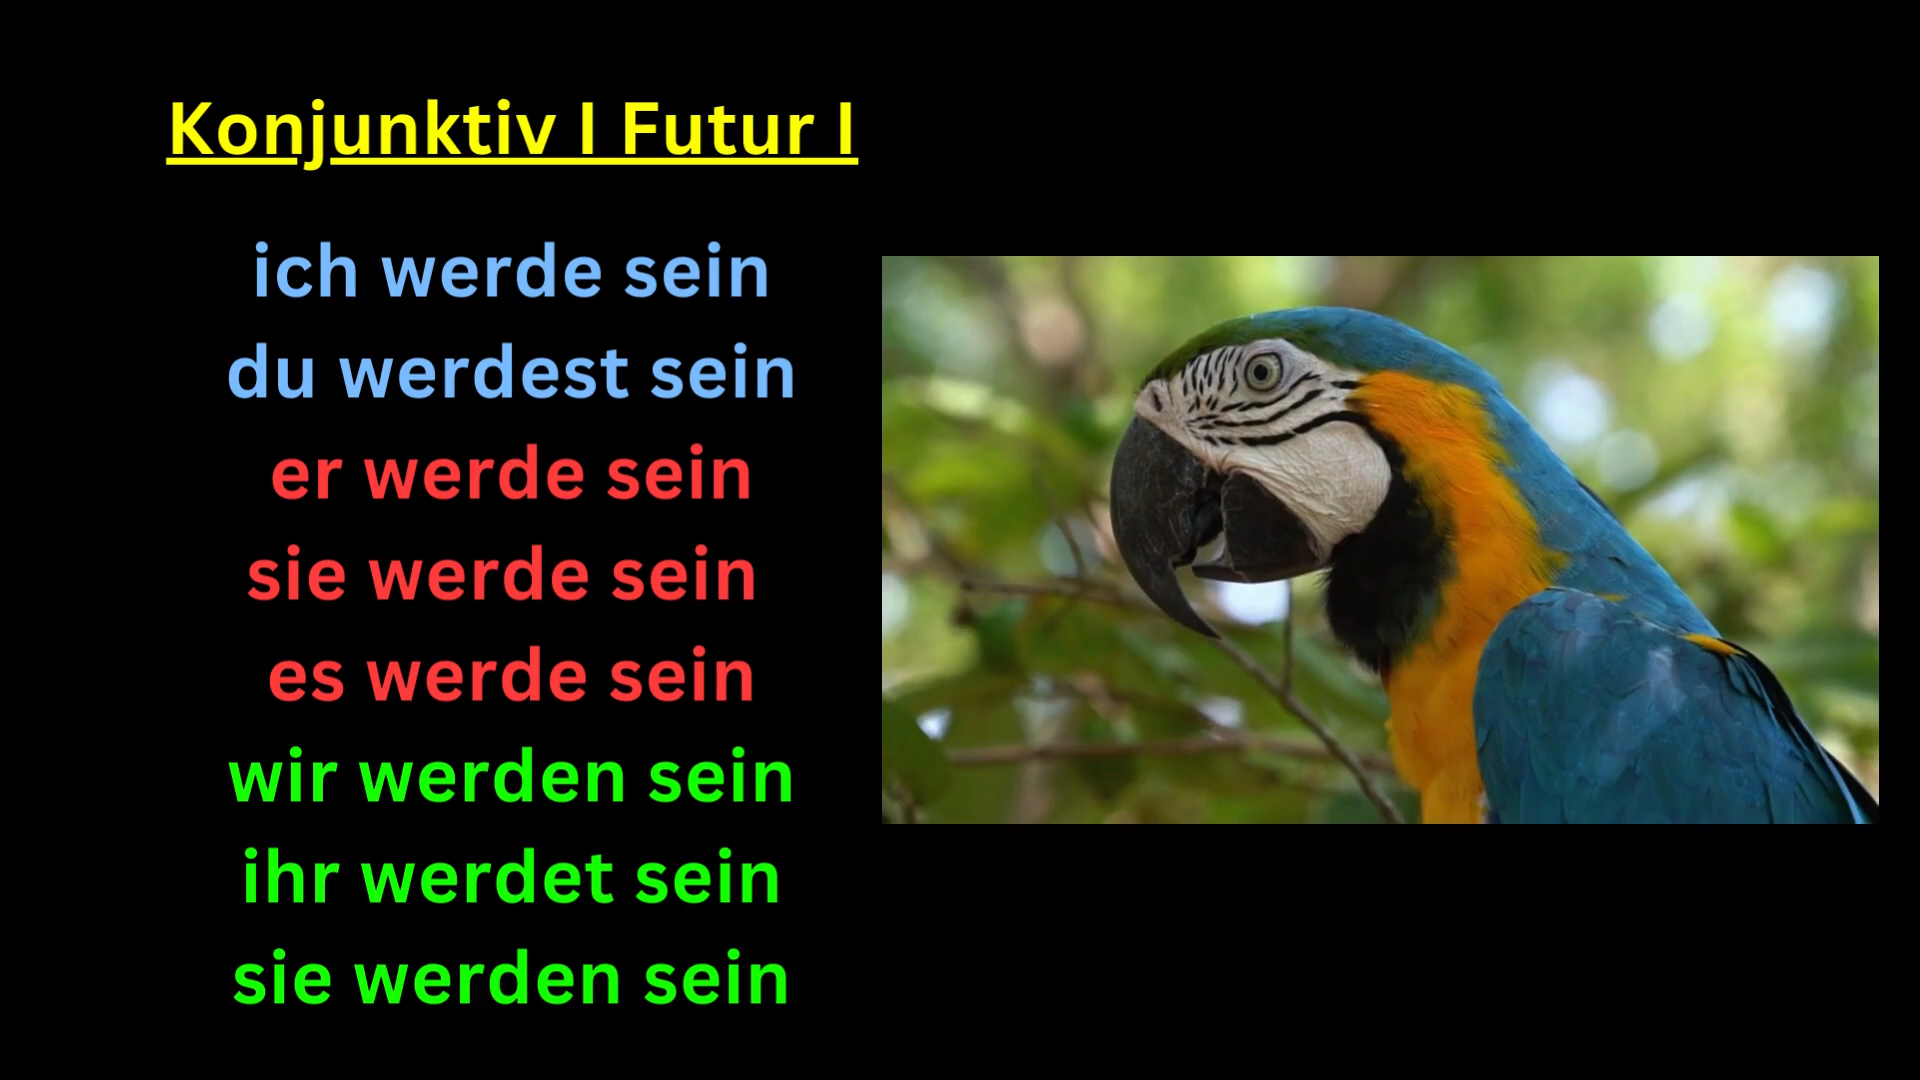 Konjunktiv I Futur I
ich werde sein
du werdest sein
er werde sein
sie werde sein
es werde sein
wir werden sein
ihr werdet sein
sie werden sein